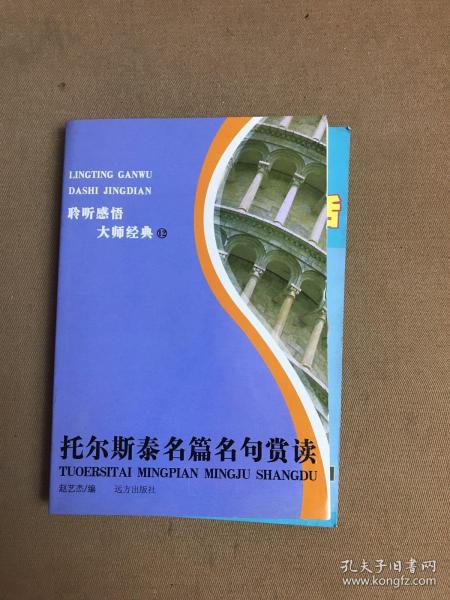 LINGTING GANWU
DASHI JINGDIAN
聆听感悟
大师经典⑫
托尔斯泰名篇名句赏读
TUOERSITAI MINGPIAN MINGJU SHANGDU
赵艺杰/编 远方出版社
孔夫子旧书网
www.kongfz.com